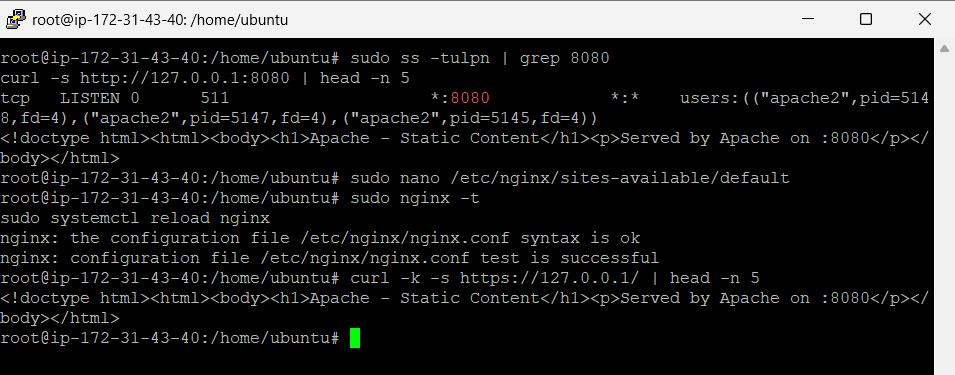 root@ip-172-31-43-40: /home/ubuntu
root@ip-172-31-43-40:/home/ubuntu# sudo ss -tulpn | grep 8080
curl -s http://127.0.0.1:8080 | head -n 5
tcp   LISTEN 0      511                    *:8080            *:*    users:(("apache2",pid=514
8,fd=4),("apache2",pid=5147,fd=4),("apache2",pid=5145,fd=4))
<!doctype html><html><body><h1>Apache - Static Content</h1><p>Served by Apache on :8080</p></
body></html>
root@ip-172-31-43-40:/home/ubuntu# sudo nano /etc/nginx/sites-available/default
root@ip-172-31-43-40:/home/ubuntu# sudo nginx -t
sudo systemctl reload nginx
nginx: the configuration file /etc/nginx/nginx.conf syntax is ok
nginx: configuration file /etc/nginx/nginx.conf test is successful
root@ip-172-31-43-40:/home/ubuntu# curl -k -s https://127.0.0.1/ | head -n 5
<!doctype html><html><body><h1>Apache - Static Content</h1><p>Served by Apache on :8080</p></
body></html>
root@ip-172-31-43-40:/home/ubuntu#